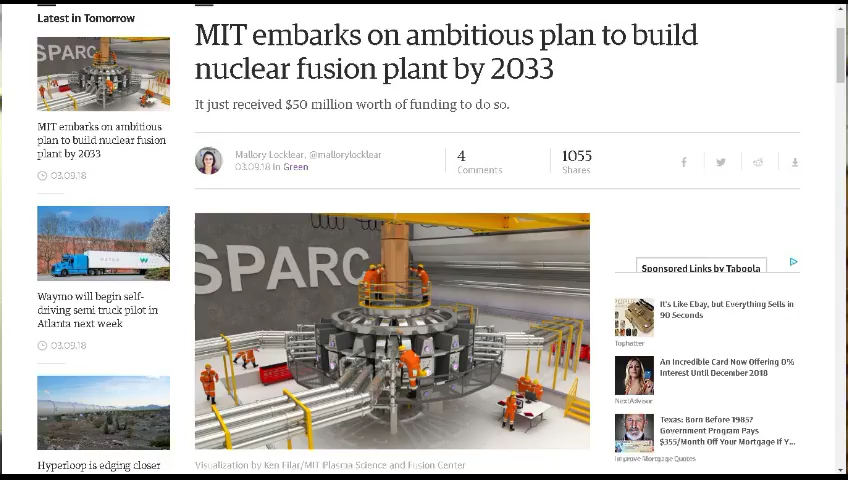 Latest in Tomorrow
SPARC
MIT embarks on ambitious
plan to build nuclear fusion
plant by 2033
03.09.18
WAYMO
Waymo will begin self-
driving semi truck pilot in
Atlanta next week
03.09.18
Hyperloop is edging closer
MIT embarks on ambitious plan to build
nuclear fusion plant by 2033
It just received $50 million worth of funding to do so.
Mallory Locklear, @mallorylocklear
03.09.18 in Green
4
Comments
1055
Shares
SPARC
Visualization by Ken Filar/MIT Plasma Science and Fusion Center
Sponsored Links by Taboola
It's Like Ebay, but Everything Sells in
90 Seconds
Tophatter
An Incredible Card Now Offering 0%
Interest Until December 2018
NextAdvisor
Texas: Born Before 1985?
Government Program Pays
$355/Month Off Your Mortgage If Y...
Improve Mortgage Quotes